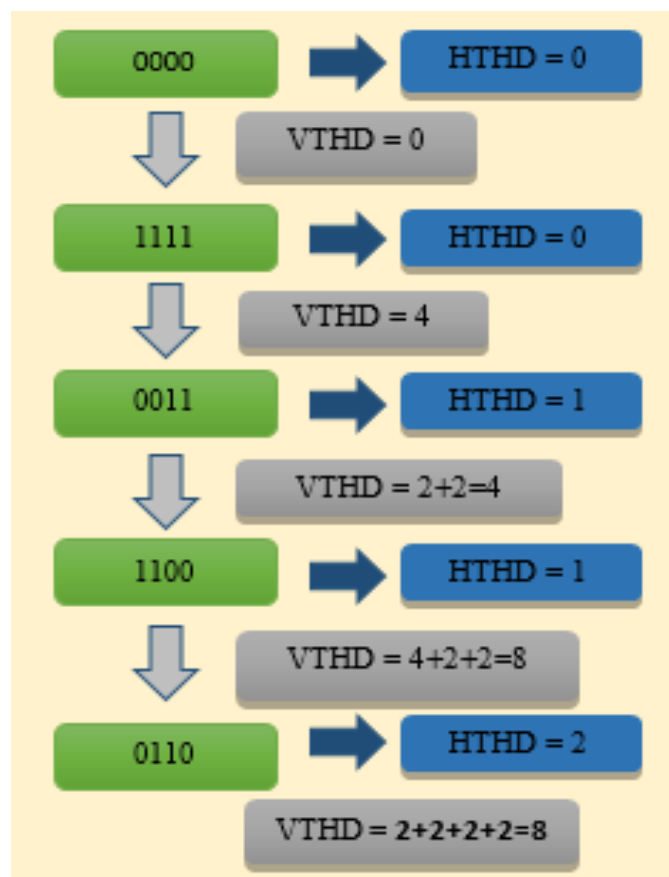 0000
HTHD = 0
VTHD = 0
1111
HTHD = 0
VTHD = 4
0011
HTHD = 1
VTHD = 2+2=4
1100
HTHD = 1
VTHD = 4+2+2=8
0110
HTHD = 2
VTHD = 2+2+2+2=8